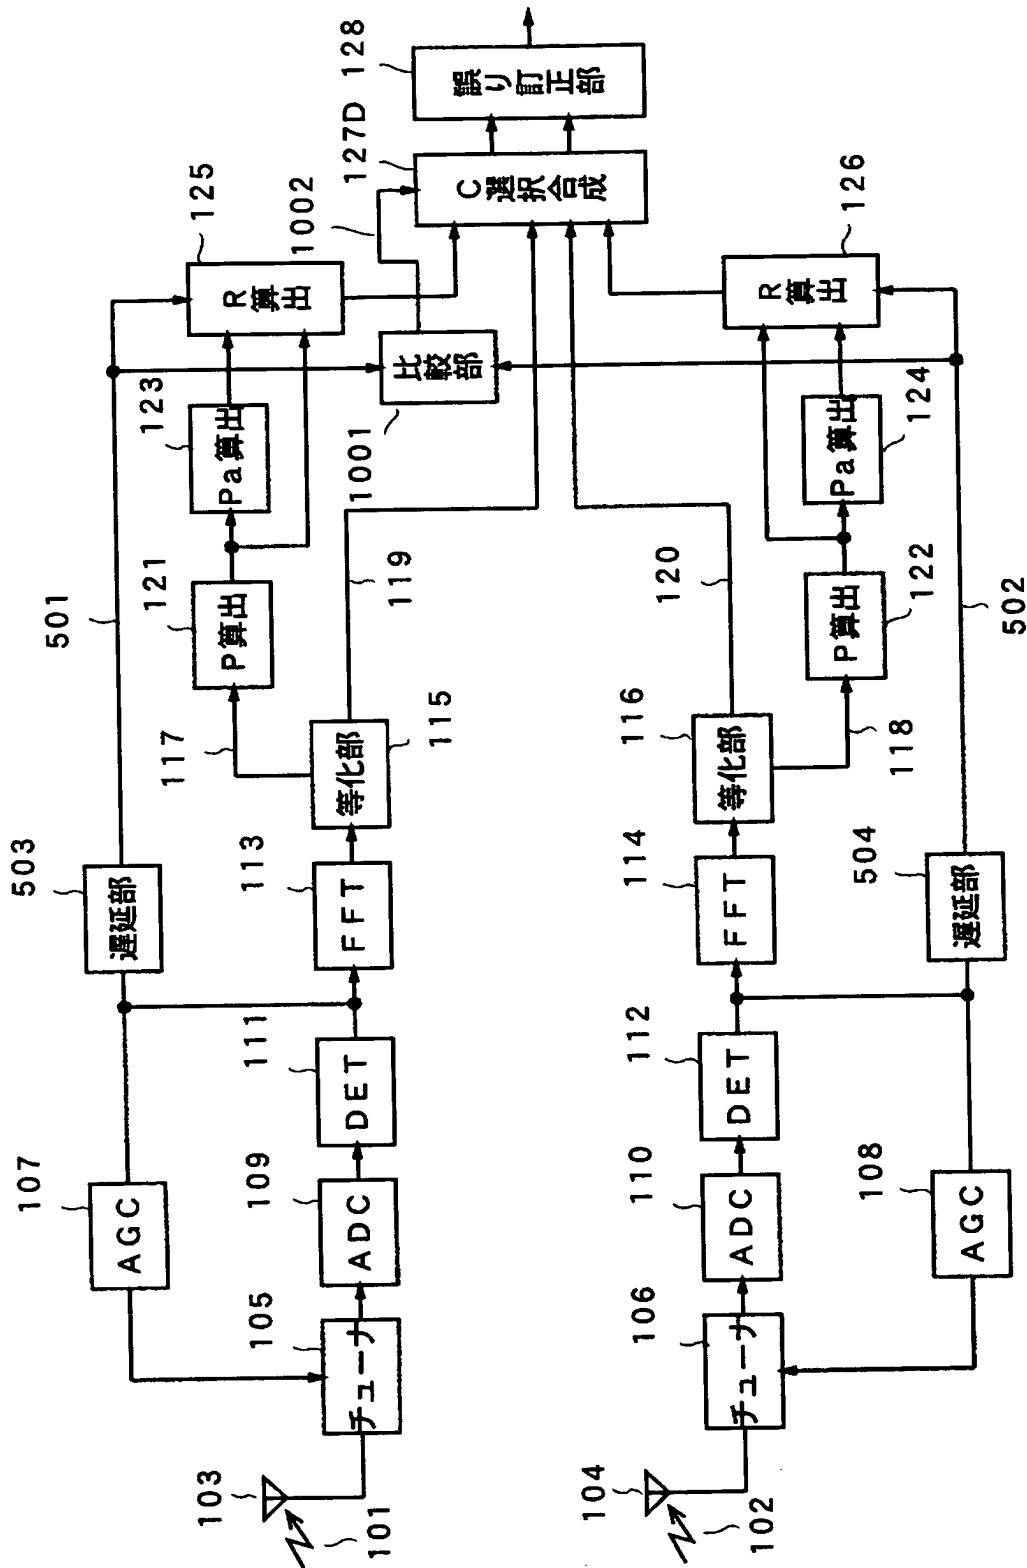 101
103
チューナ
105
AGC
107
ADC
109
DET
111
遅延部
503
FFT
113
等化部
115
117
119
501
P算出
121
Pa算出
123
R算出
125
比較部
1001
1002
C選択合成
127D
誤り訂正部
128
102
104
チューナ
106
AGC
108
ADC
110
DET
112
遅延部
504
FFT
114
等化部
116
118
120
502
P算出
122
Pa算出
124
R算出
126